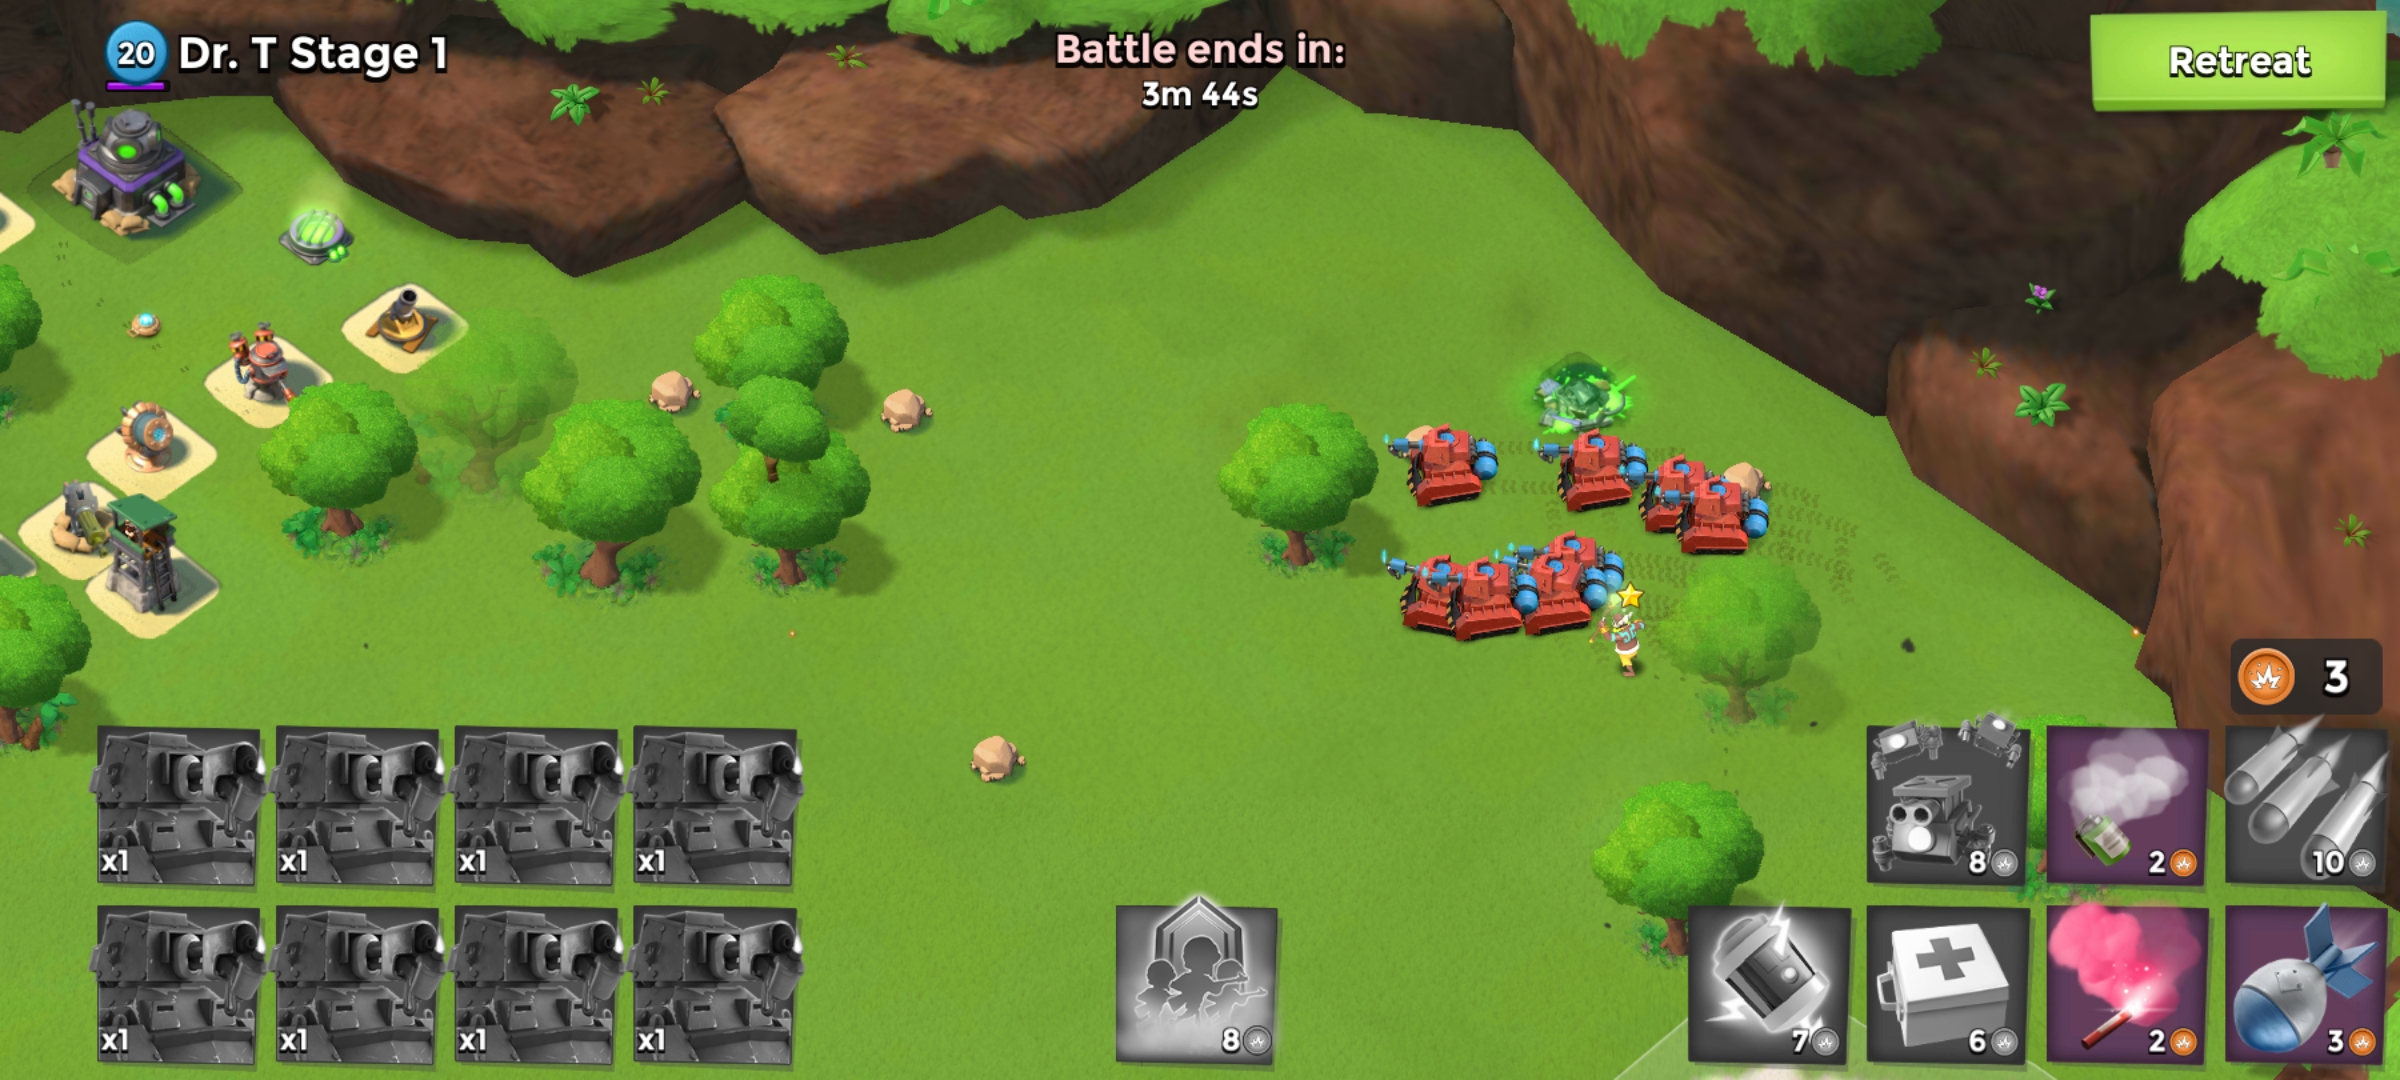 20 Dr. T Stage 1
Battle ends in:
3m 44s
Retreat
3
x1 x1 x1 x1
8 2 10
x1 x1 x1 x1
8
7 6 2 3